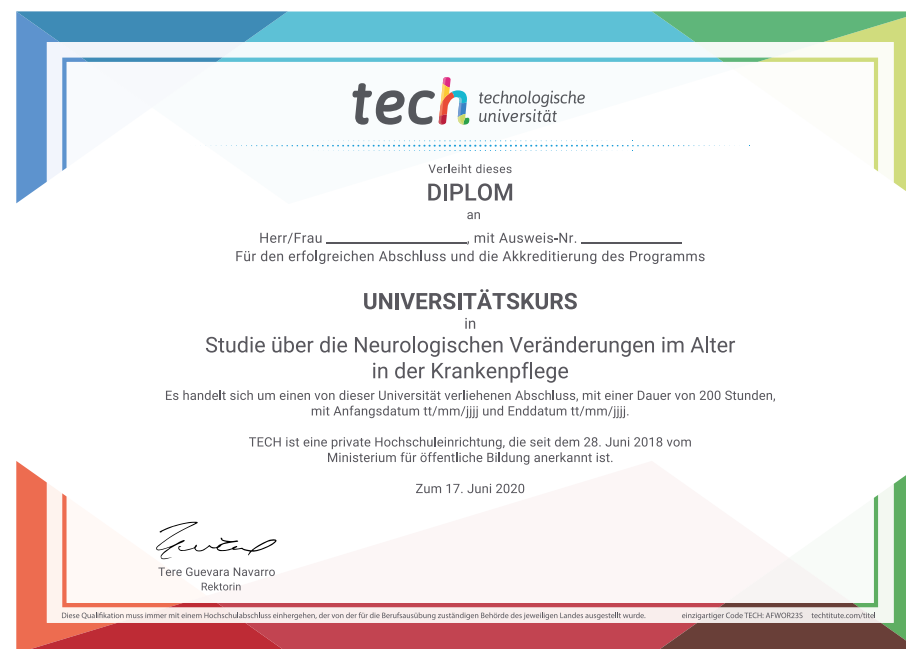 tech technologische
universität
Verleiht dieses
DIPLOM
an
Herr/Frau ____________________, mit Ausweis-Nr. ______________
Für den erfolgreichen Abschluss und die Akkreditierung des Programms
UNIVERSITÄTSKURS
in
Studie über die Neurologischen Veränderungen im Alter
in der Krankenpflege
Es handelt sich um einen von dieser Universität verliehenen Abschluss, mit einer Dauer von 200 Stunden,
mit Anfangsdatum tt/mm/jjjj und Enddatum tt/mm/jjjj.
TECH ist eine private Hochschuleinrichtung, die seit dem 28. Juni 2018 vom
Ministerium für öffentliche Bildung anerkannt ist.
Zum 17. Juni 2020
Tere Guevara Navarro
Rektorin
Diese Qualifikation muss immer mit einem Hochschulabschluss einhergehen, der von der für die Berufsausübung zuständigen Behörde des jeweiligen Landes ausgestellt wurde. einzigartiger Code TECH: AFWOR23S techtitute.com/titel